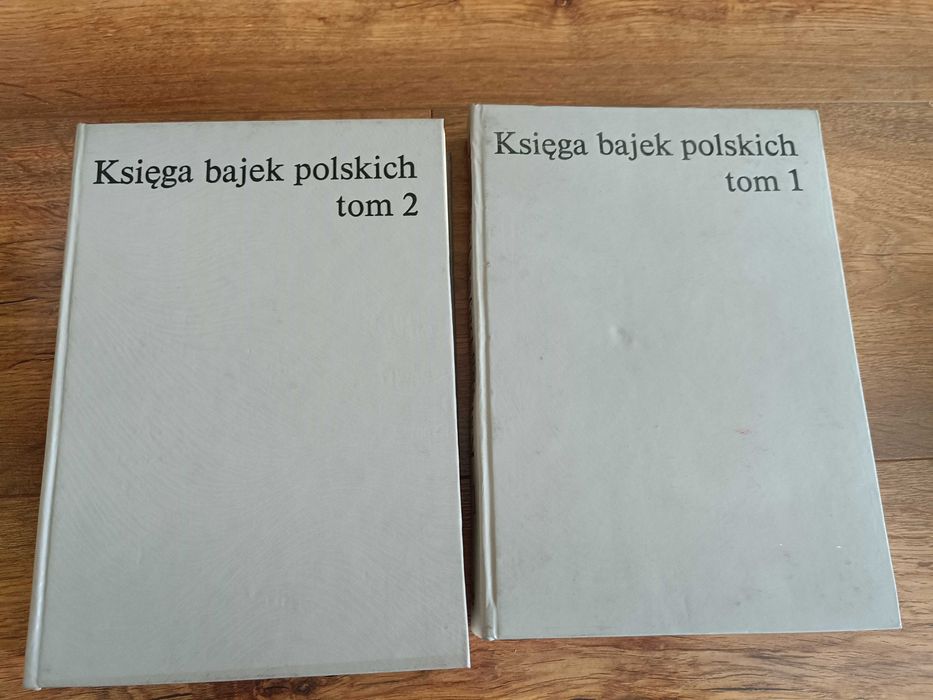 Księga bajek polskich
tom 2
Księga bajek polskich
tom 1